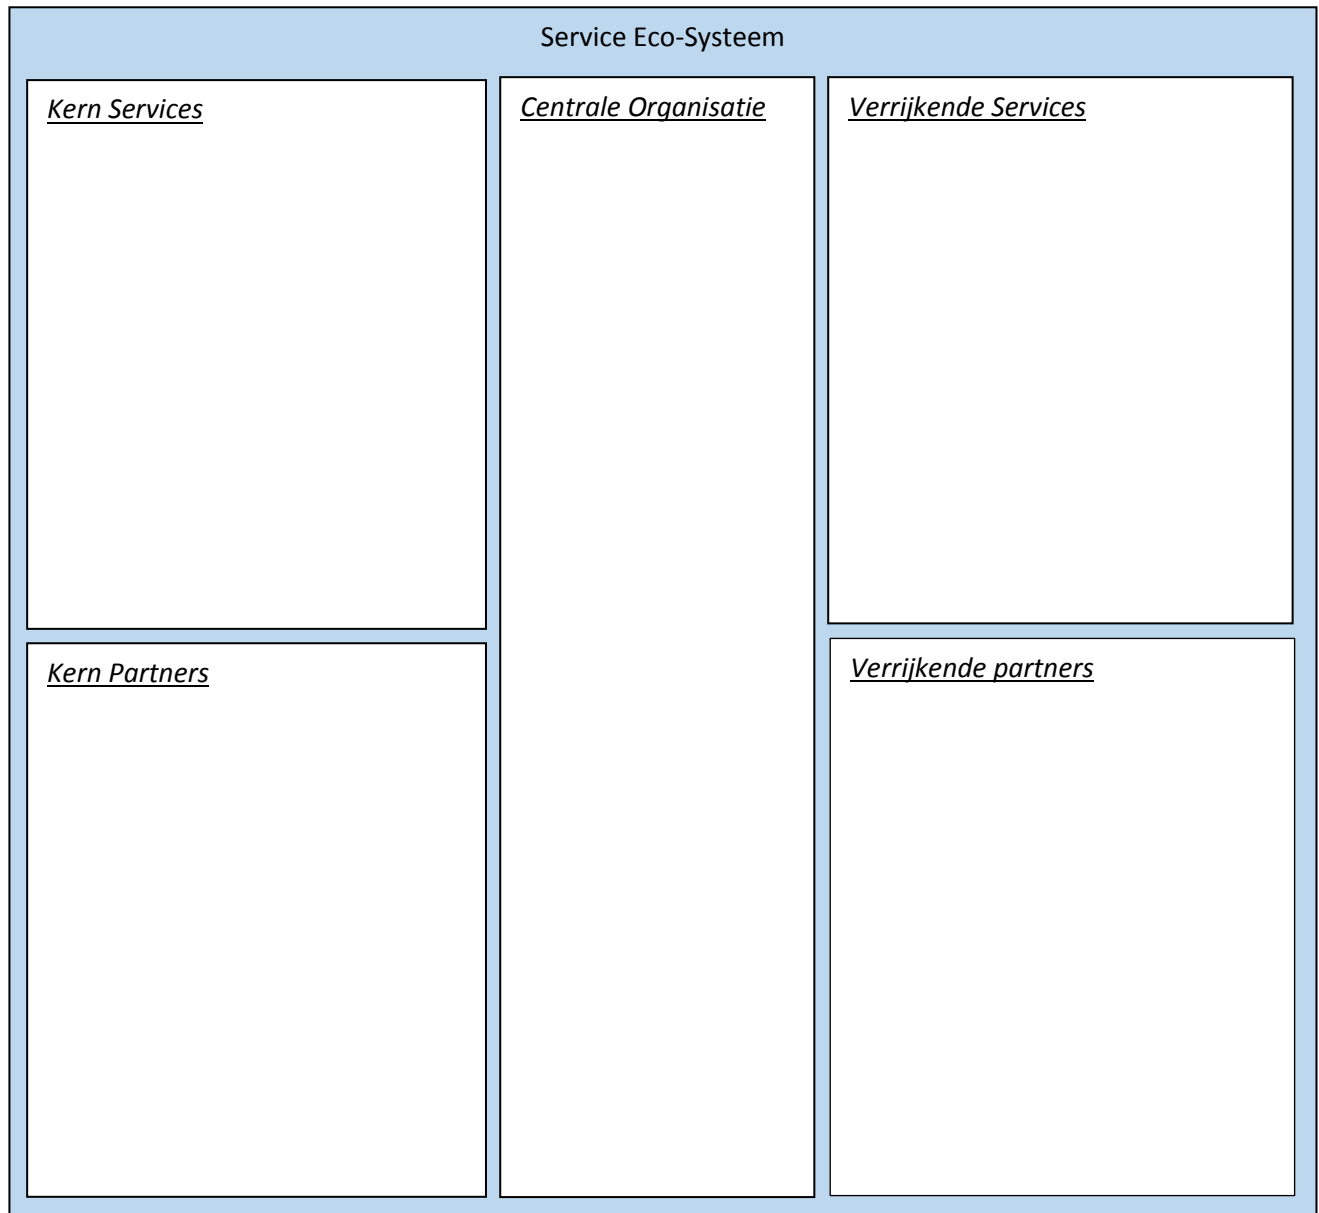 Service Eco-Systeem
Kern Services
Centrale Organisatie
Verrijkende Services
Kern Partners
Verrijkende partners